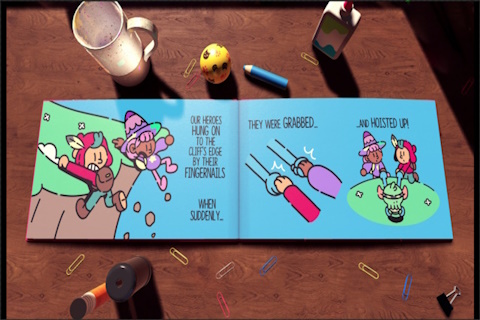 OUR HEROES
HUNG ON
TO THE
CLIFF'S EDGE
BY THEIR
FINGERNAILS
WHEN
SUDDENLY...
THEY WERE GRABBED...
...AND HOISTED UP!